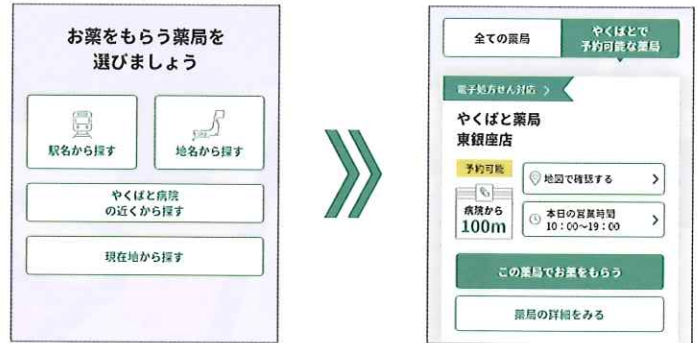 お薬をもらう薬局を
選びましょう
駅名から探す
地名から探す
やくばと病院
の近くから探す
現在地から探す
全ての薬局
やくばとで
予約可能な薬局
電子処方せん対応 >
やくばと薬局
東銀座店
予約可能
病院から
100m
地図で確認する >
本日の営業時間
10:00~19:00 >
この薬局でお薬をもらう
薬局の詳細をみる